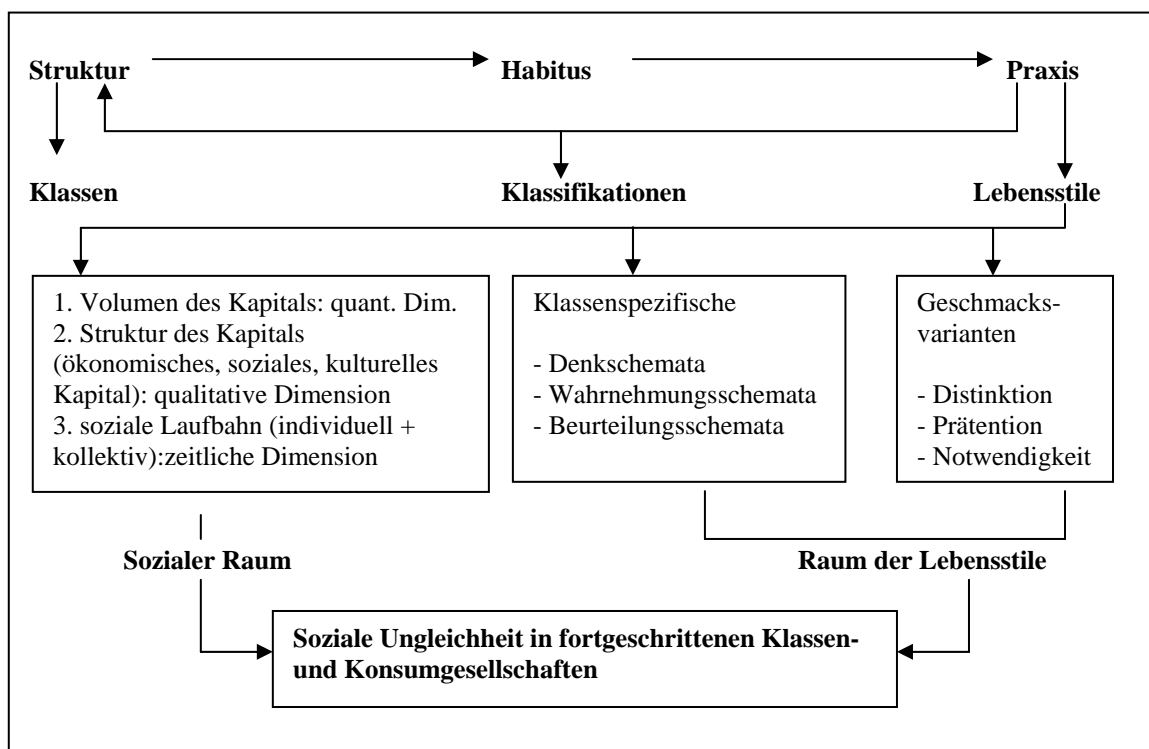 Struktur
Habitus
Praxis
Klassen
Klassifikationen
Lebensstile
1. Volumen des Kapitals: quant. Dim.
2. Struktur des Kapitals
(ökonomisches, soziales, kulturelles
Kapital): qualitative Dimension
3. soziale Laufbahn (individuell +
kollektiv):zeitliche Dimension
Klassenspezifische
- Denkschemata
- Wahrnehmungsschemata
- Beurteilungsschemata
Geschmacks-
varianten
- Distinktion
- Prätention
- Notwendigkeit
Sozialer Raum
Raum der Lebensstile
Soziale Ungleichheit in fortgeschrittenen Klassen-
und Konsumgesellschaften